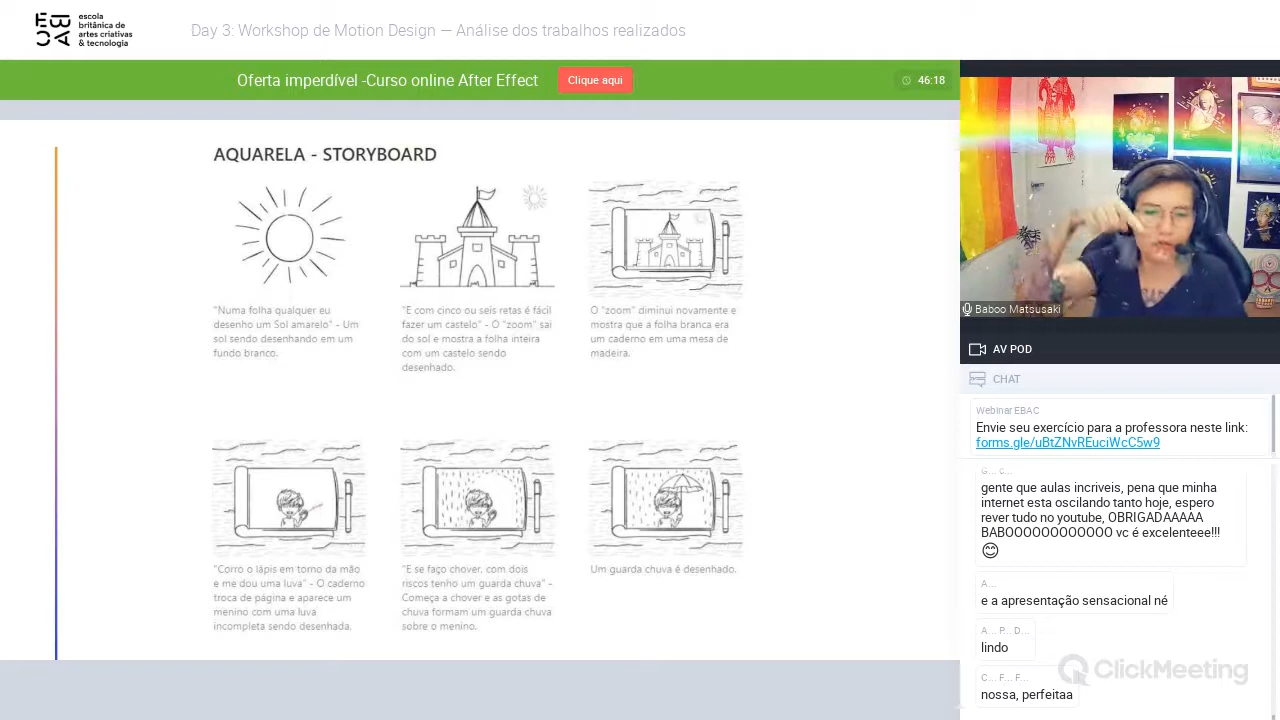 escola
britânica de
artes criativas
& tecnologia
EBAC
Day 3: Workshop de Motion Design — Análise dos trabalhos realizados
Oferta imperdível -Curso online After Effect
Clique aqui
46:18
AQUARELA - STORYBOARD
"Numa folha qualquer eu
desenho um Sol amarelo" - Um
sol sendo desenhando em um
fundo branco.
"E com cinco ou seis retas é fácil
fazer um castelo" - O "zoom" sai
do sol e mostra a folha inteira
com um castelo sendo
desenhado.
O "zoom" diminui novamente e
mostra que a folha branca era
um caderno em uma mesa de
madeira.
"Corro o lápis em torno da mão
e me dou uma luva" - O caderno
troca de página e aparece um
menino com uma luva
incompleta sendo desenhada.
"E se faço chover, com dois
riscos tenho um guarda chuva" -
Começa a chover e as gotas de
chuva formam um guarda chuva
sobre o menino.
Um guarda chuva é desenhado.
Baboo Matsusaki
AV POD
CHAT
Webinar EBAC
Envie seu exercício para a professora neste link:
forms.gle/uBtZNvREuciWcC5w9
G... c...
gente que aulas incriveis, pena que minha
internet esta oscilando tanto hoje, espero
rever tudo no youtube, OBRIGADAAAAA
BABOOOOOOOOOOOO vc é excelenteee!!!
😊
A...
e a apresentação sensacional né
A... P... D...
lindo
C... F... F...
nossa, perfeitaa
ClickMeeting